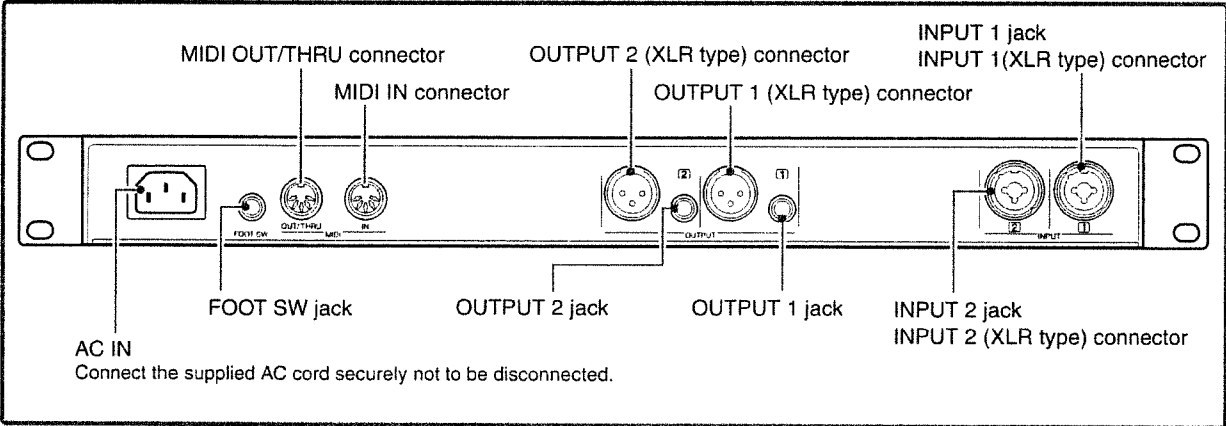 INPUT 1 jack
MIDI OUT/THRU connector
OUTPUT 2 (XLR type) connector
INPUT 1(XLR type) connector
MIDI IN connector
OUTPUT 1 (XLR type) connector
2
1
FOOT SW
OUT/THRU
IN
MIDI
OUTPUT
2
1
INPUT
FOOT SW jack
OUTPUT 2 jack
OUTPUT 1 jack
INPUT 2 jack
INPUT 2 (XLR type) connector
AC IN
Connect the supplied AC cord securely not to be disconnected.